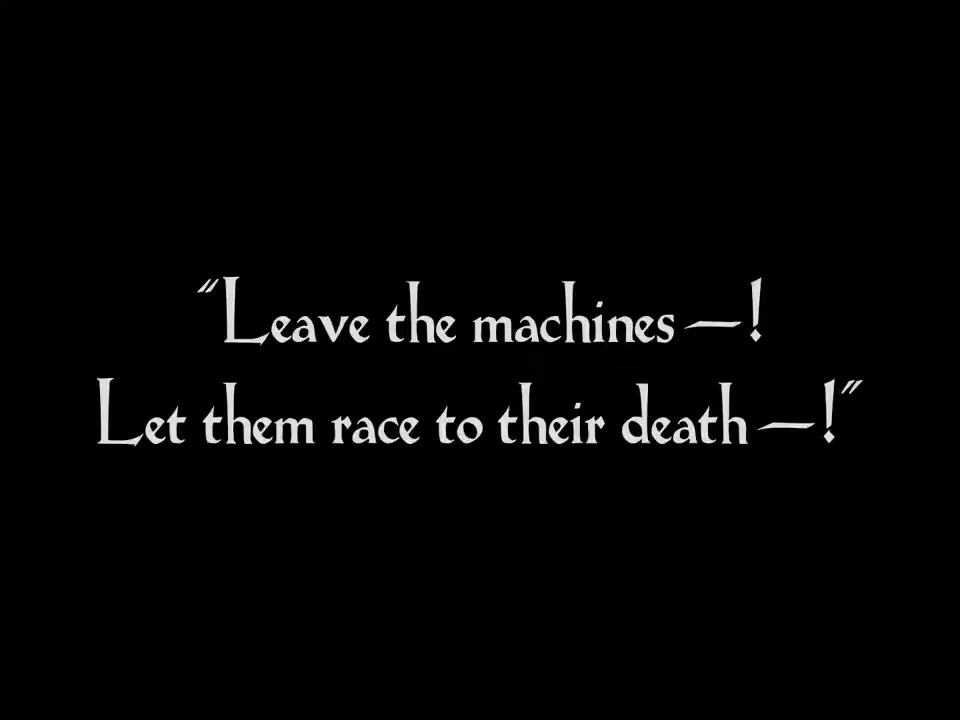 “Leave the machines—!
Let them race to their death—!”